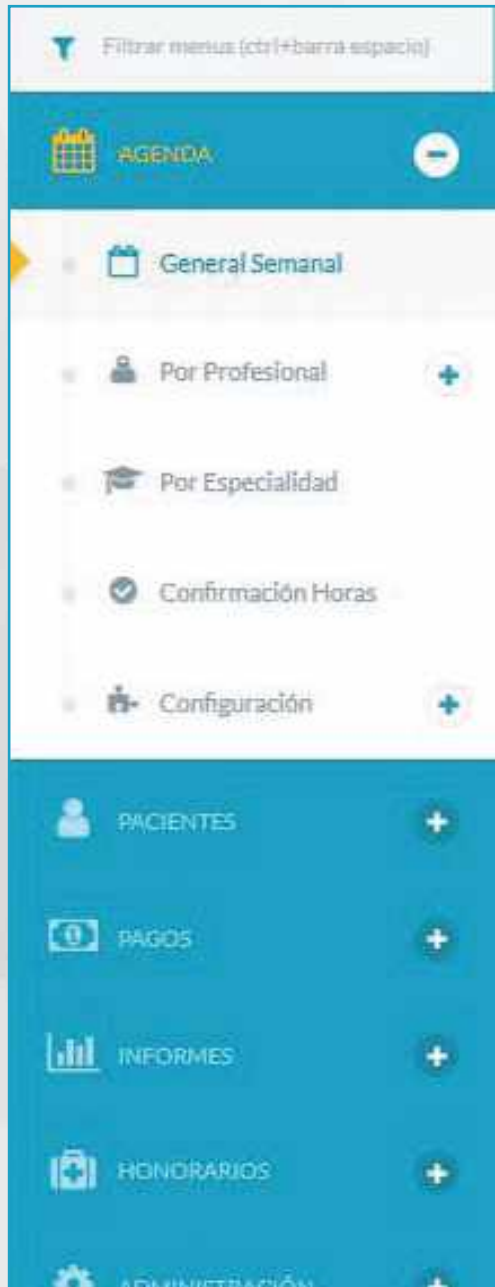 Filtrar menus (ctrl+barra espacio)
AGENDA
General Semanal
Por Profesional
Por Especialidad
Confirmación Horas
Configuración
PACIENTES
PAGOS
INFORMES
HONORARIOS
ADMINISTRACIÓN